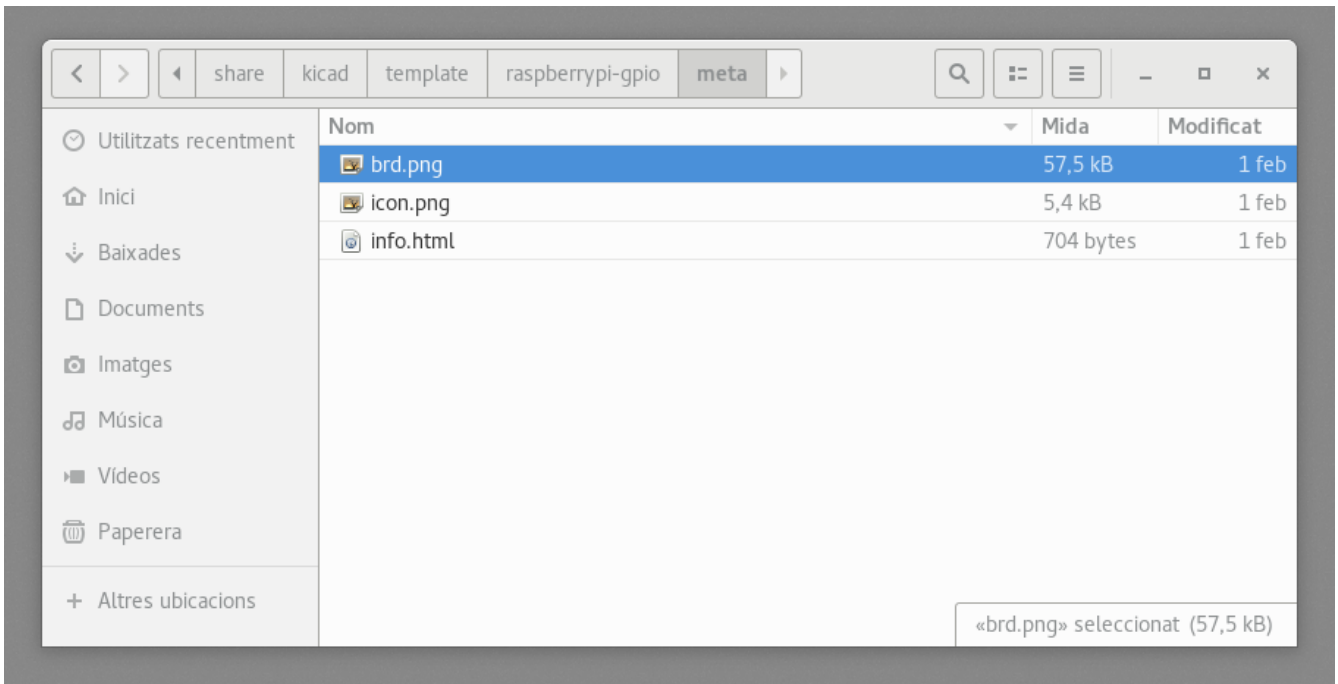 share kicad template raspberrypi-gpio meta
Utilitzats recentment
Inici
Baixades
Documents
Imatges
Música
Vídeos
Paperera
Altres ubicacions
Nom Mida Modificat
brd.png 57,5 kB 1 feb
icon.png 5,4 kB 1 feb
info.html 704 bytes 1 feb
«brd.png» seleccionat (57,5 kB)